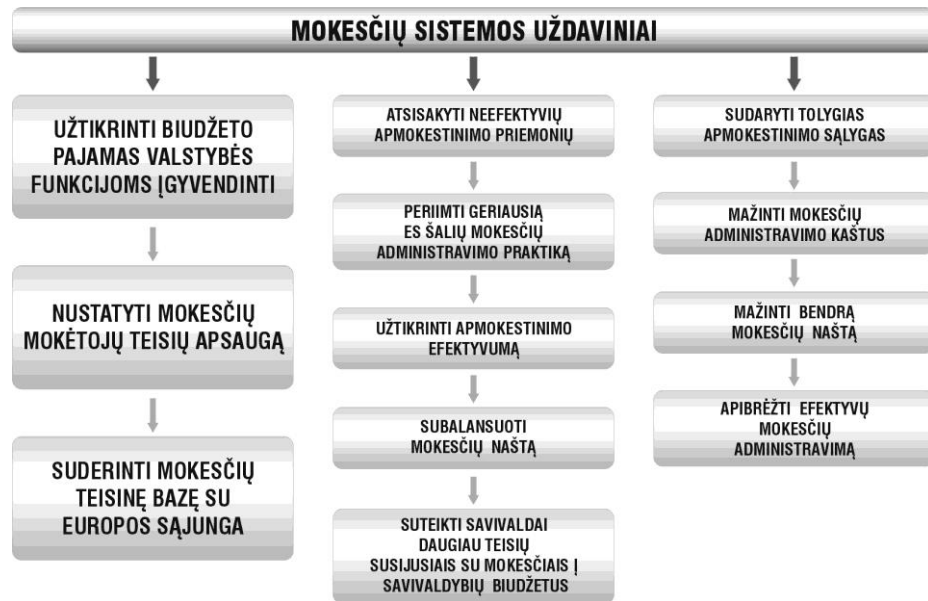 MOKESČIŲ SISTEMOS UŽDAVINIAI
UŽTIKRINTI BIUDŽETO
PAJAMAS VALSTYBĖS
FUNKCIJOMS ĮGYVENDINTI
NUSTATYTI MOKESČIŲ
MOKĖTOJŲ TEISIŲ APSAUGĄ
SUDERINTI MOKESČIŲ
TEISINĘ BAZĘ SU
EUROPOS SĄJUNGA
ATSISAKYTI NEEFEKTYVIŲ
APMOKESTINIMO PRIEMONIŲ
PERIIMTI GERIAUSIĄ
ES ŠALIŲ MOKESČIŲ
ADMINISTRAVIMO PRAKTIKĄ
UŽTIKRINTI APMOKESTINIMO
EFEKTYVUMĄ
SUBALANSUOTI
MOKESČIŲ NAŠTĄ
SUTEIKTI SAVIVALDAI
DAUGIAU TEISIŲ
SUSIJUSIAIS SU MOKESČIAIS Į
SAVIVALDYBIŲ BIUDŽETUS
SUDARYTI TOLYGIAS
APMOKESTINIMO SĄLYGAS
MAŽINTI MOKESČIŲ
ADMINISTRAVIMO KAŠTUS
MAŽINTI BENDRĄ
MOKESČIŲ NAŠTĄ
APIBRĖŽTI EFEKTYVŲ
MOKESČIŲ
ADMINISTRAVIMĄ